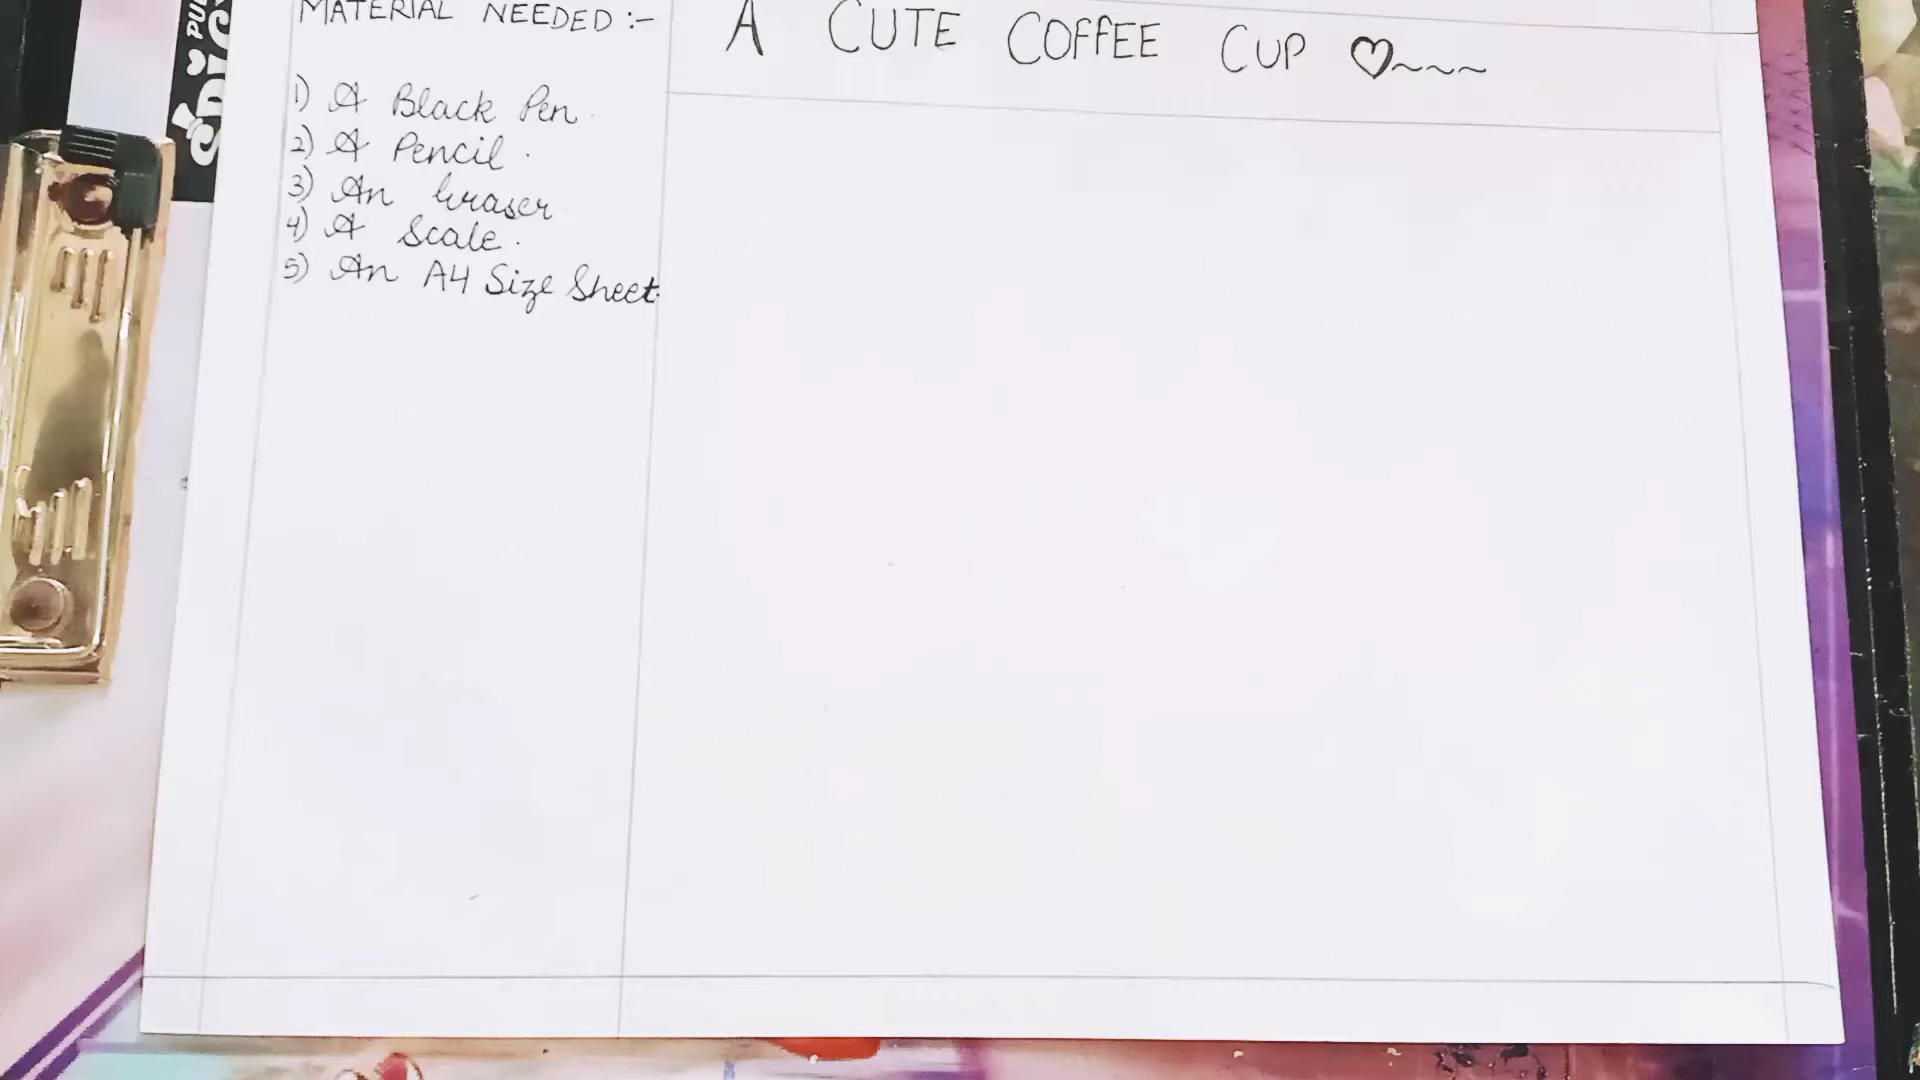 MATERIAL NEEDED :-
1) A Black Pen.
2) A Pencil.
3) An Eraser.
4) A Scale.
5) An A4 Size Sheet.
A CUTE COFFEE CUP ♡~~~~